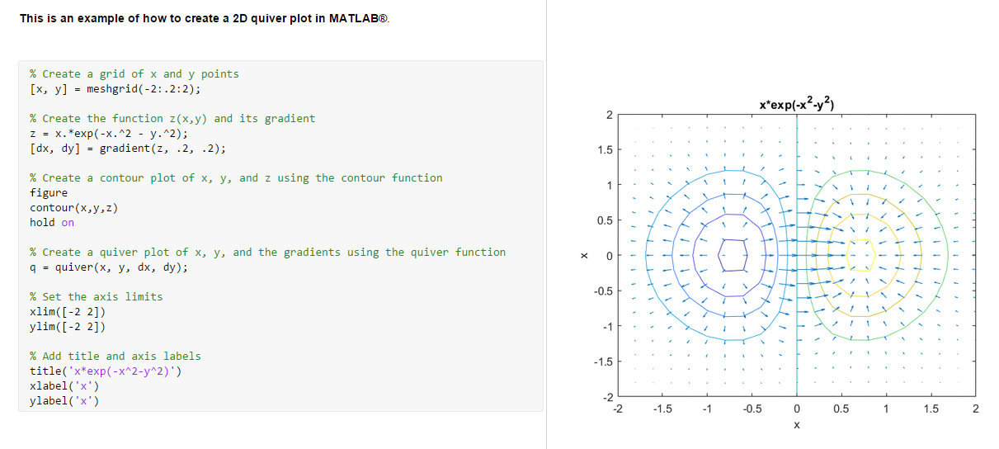 This is an example of how to create a 2D quiver plot in MATLAB®.
% Create a grid of x and y points
[x, y] = meshgrid(-2:.2:2);
% Create the function z(x,y) and its gradient
z = x.*exp(-x.^2 - y.^2);
[dx, dy] = gradient(z, .2, .2);
% Create a contour plot of x, y, and z using the contour function
figure
contour(x,y,z)
hold on
% Create a quiver plot of x, y, and the gradients using the quiver function
q = quiver(x, y, dx, dy);
% Set the axis limits
xlim([-2 2])
ylim([-2 2])
% Add title and axis labels
title('x*exp(-x^2-y^2)')
xlabel('x')
ylabel('x')
x*exp(-x²-y²)
2
1.5
1
0.5
0
-0.5
-1
-1.5
-2
x
-2 -1.5 -1 -0.5 0 0.5 1 1.5 2
x